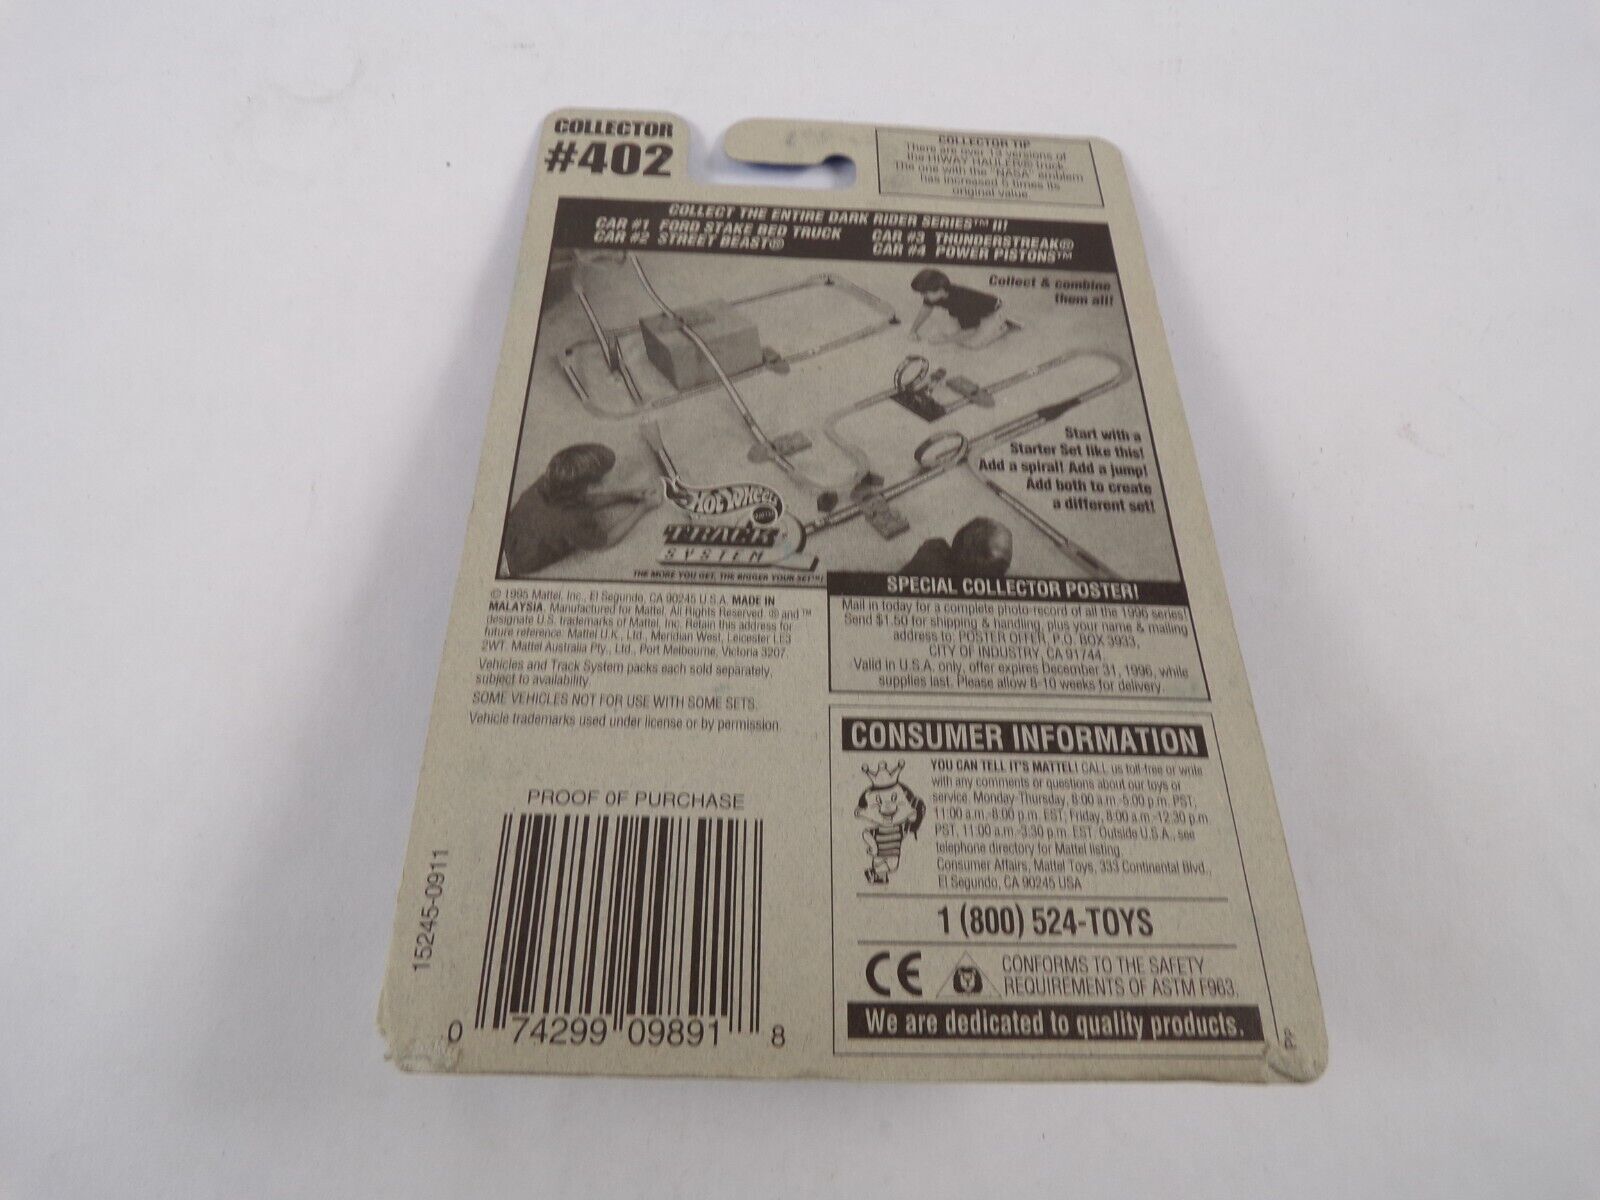 COLLECTOR
#402
COLLECTOR TIP
There are over 13 versions of
the HIWAY HAULER® truck.
The one with the "NASA" emblem
has increased 5 times its
original value.
COLLECT THE ENTIRE DARK RIDER SERIES™ II!
CAR #1 FORD STAKE BED TRUCK
CAR #2 STREET BEAST®
CAR #3 THUNDERSTREAK®
CAR #4 POWER PISTONS™
Collect & combine
them all!
Start with a
Starter Set like this!
Add a spiral! Add a jump!
Add both to create
a different set!
HOT WHEELS
TRACK
SYSTEM
THE MORE YOU GET, THE BIGGER YOUR SET™!
© 1995 Mattel, Inc., El Segundo, CA 90245 U.S.A. MADE IN
MALAYSIA. Manufactured for Mattel. All Rights Reserved. ® and ™
designate U.S. trademarks of Mattel, Inc. Retain this address for
future reference: Mattel U.K., Ltd., Meridian West, Leicester LE3
2WT. Mattel Australia Pty., Ltd., Port Melbourne, Victoria 3207.
Vehicles and Track System packs each sold separately,
subject to availability.
SOME VEHICLES NOT FOR USE WITH SOME SETS.
Vehicle trademarks used under license or by permission.
SPECIAL COLLECTOR POSTER!
Mail in today for a complete photo-record of all the 1996 series!
Send $1.50 for shipping & handling, plus your name & mailing
address to: POSTER OFFER, P.O. BOX 3933,
CITY OF INDUSTRY, CA 91744.
Valid in U.S.A. only, offer expires December 31, 1996, while
supplies last. Please allow 8-10 weeks for delivery.
CONSUMER INFORMATION
YOU CAN TELL IT'S MATTEL! CALL us toll-free or write
with any comments or questions about our toys or
service. Monday-Thursday, 8:00 a.m.-5:00 p.m. PST,
11:00 a.m.-8:00 p.m. EST; Friday, 8:00 a.m.-12:30 p.m.
PST, 11:00 a.m.-3:30 p.m. EST. Outside U.S.A., see
telephone directory for Mattel listing.
Consumer Affairs, Mattel Toys, 333 Continental Blvd.,
El Segundo, CA 90245 USA
1 (800) 524-TOYS
CE
CONFORMS TO THE SAFETY
REQUIREMENTS OF ASTM F963.
We are dedicated to quality products.
PROOF OF PURCHASE
15245-0911
0 74299 09891 8